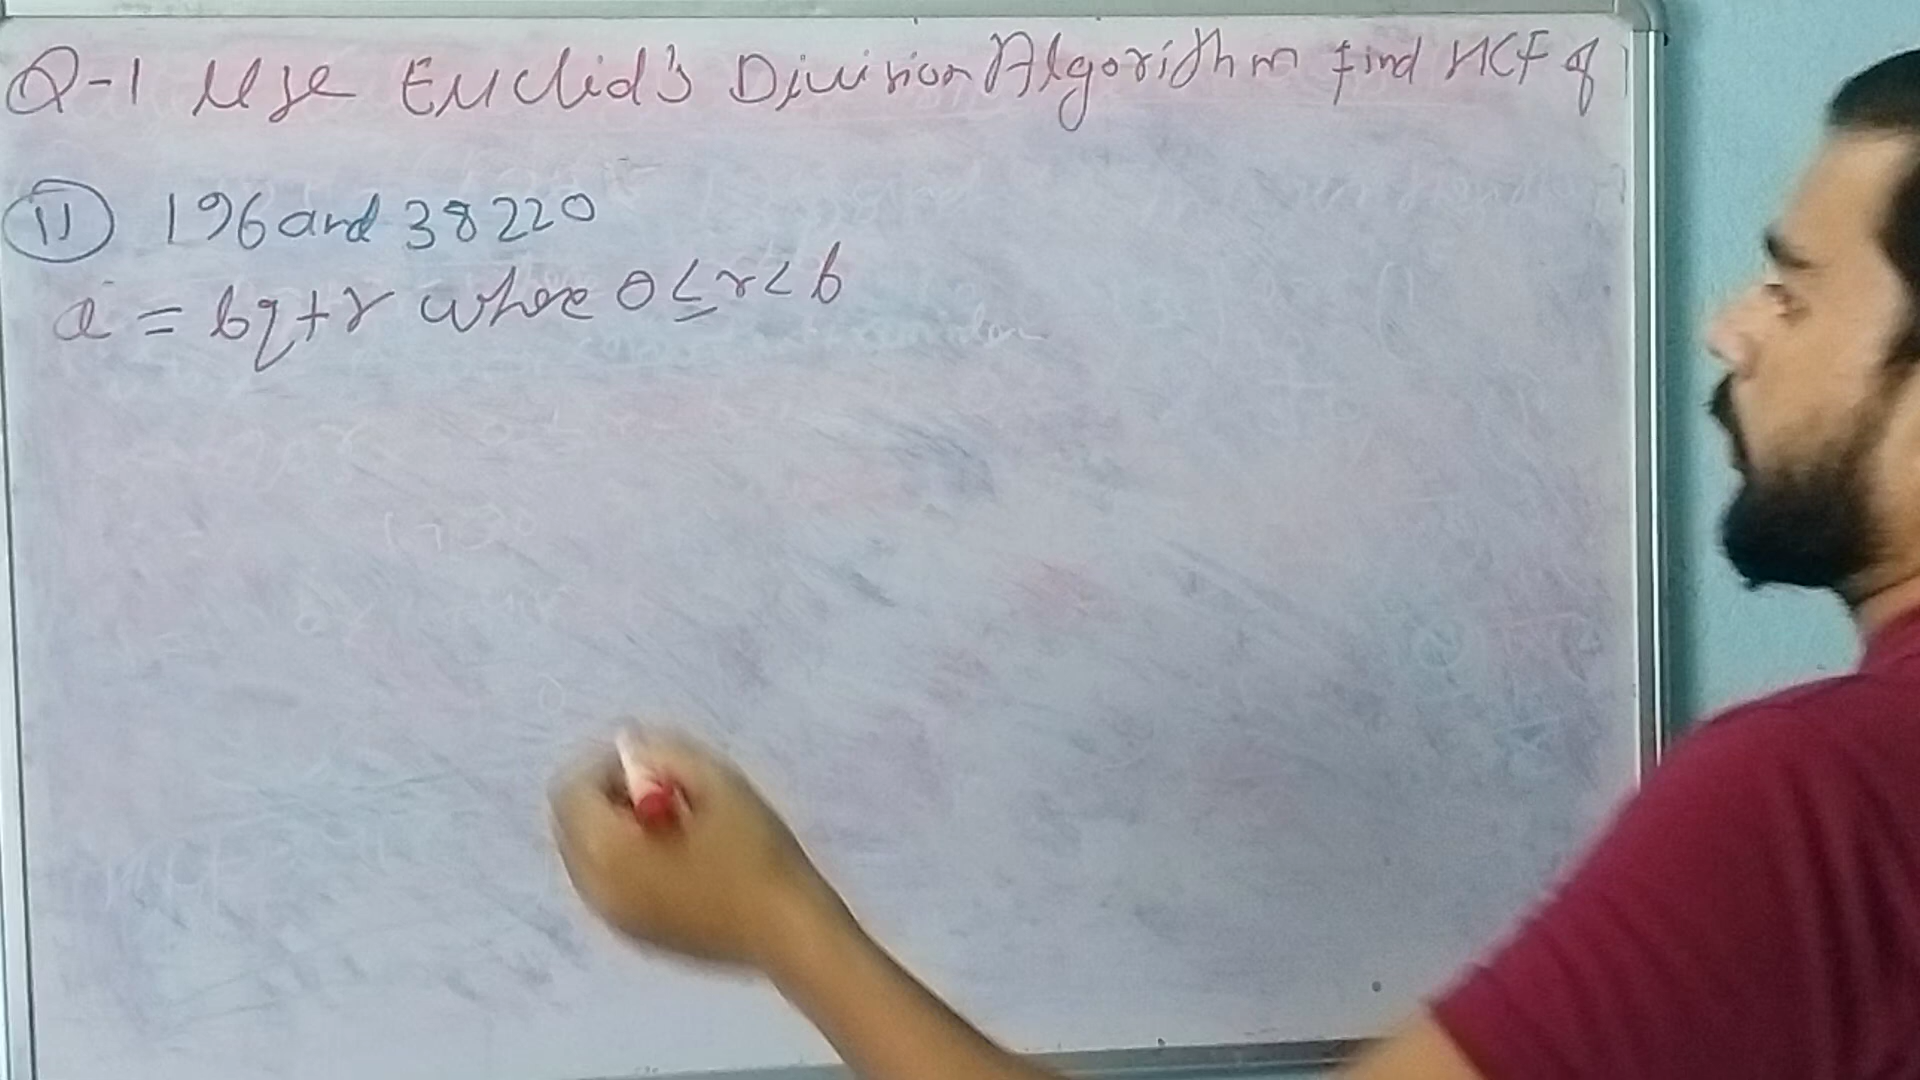 Q-1 Use Euclid's Division Algorithm find HCF of
(II) 196 and 38220
a = bq+r where 0≤r<b